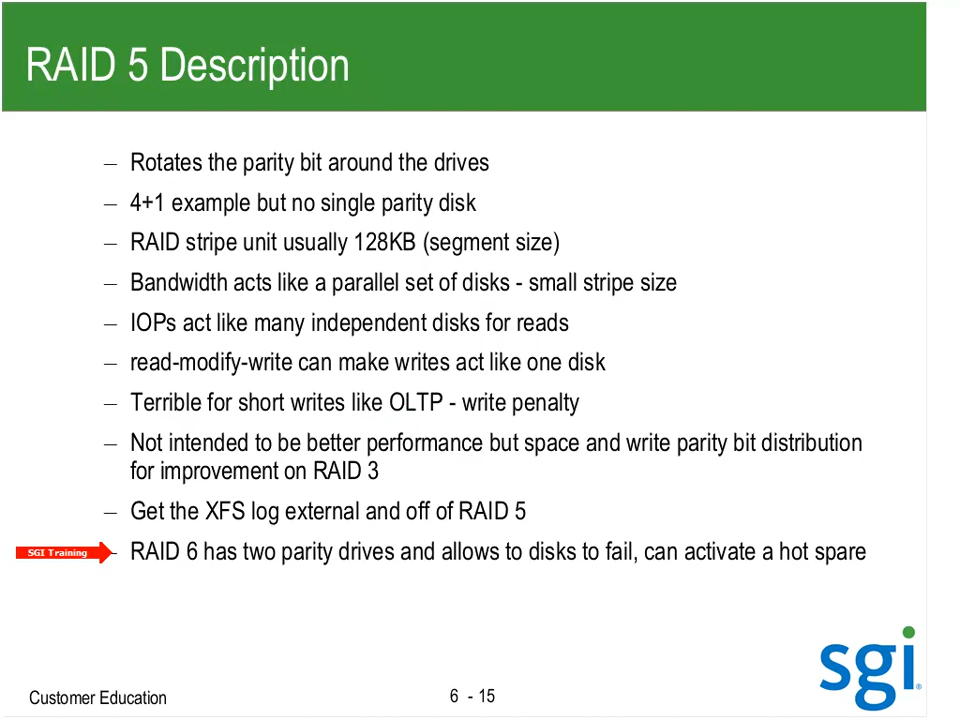 RAID 5 Description
– Rotates the parity bit around the drives
– 4+1 example but no single parity disk
– RAID stripe unit usually 128KB (segment size)
– Bandwidth acts like a parallel set of disks - small stripe size
– IOPs act like many independent disks for reads
– read-modify-write can make writes act like one disk
– Terrible for short writes like OLTP - write penalty
– Not intended to be better performance but space and write parity bit distribution
for improvement on RAID 3
– Get the XFS log external and off of RAID 5
SGI Training
– RAID 6 has two parity drives and allows to disks to fail, can activate a hot spare
sgi®
Customer Education
6 - 15